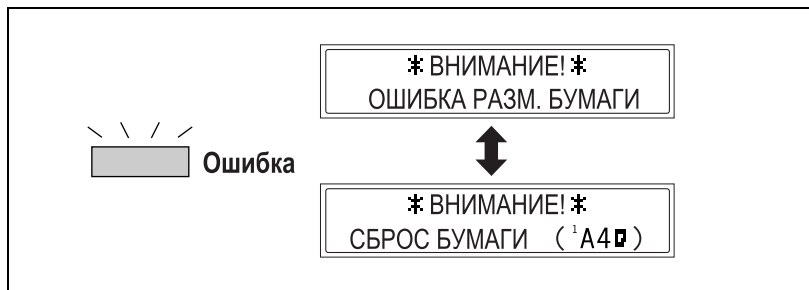 * ВНИМАНИЕ! *
ОШИБКА РАЗМ. БУМАГИ
Ошибка
* ВНИМАНИЕ! *
СБРОС БУМАГИ (¹A4)